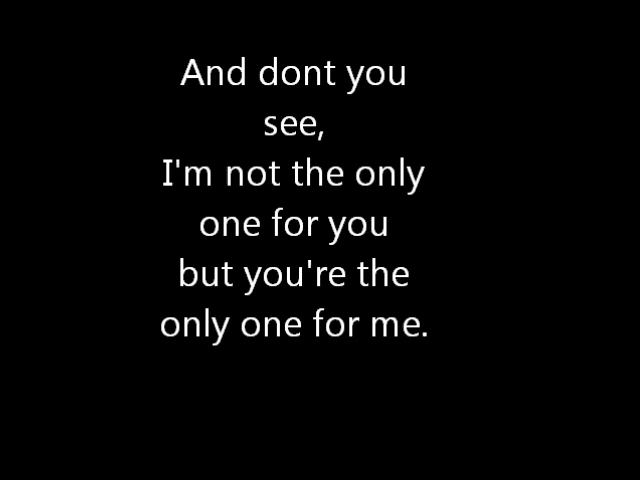 And dont you
see,
I'm not the only
one for you
but you're the
only one for me.